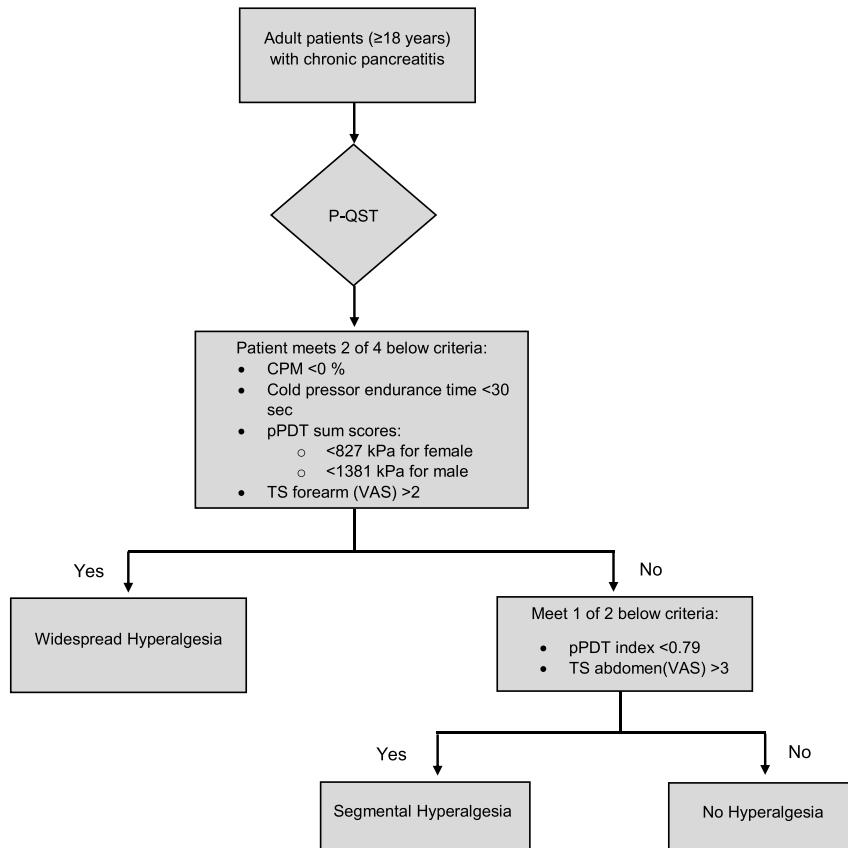 Adult patients (≥18 years)
with chronic pancreatitis
P-QST
Patient meets 2 of 4 below criteria:
• CPM <0 %
• Cold pressor endurance time <30
sec
• pPDT sum scores:
○ <827 kPa for female
○ <1381 kPa for male
• TS forearm (VAS) >2
Yes
No
Widespread Hyperalgesia
Meet 1 of 2 below criteria:
• pPDT index <0.79
• TS abdomen(VAS) >3
Yes
No
Segmental Hyperalgesia
No Hyperalgesia